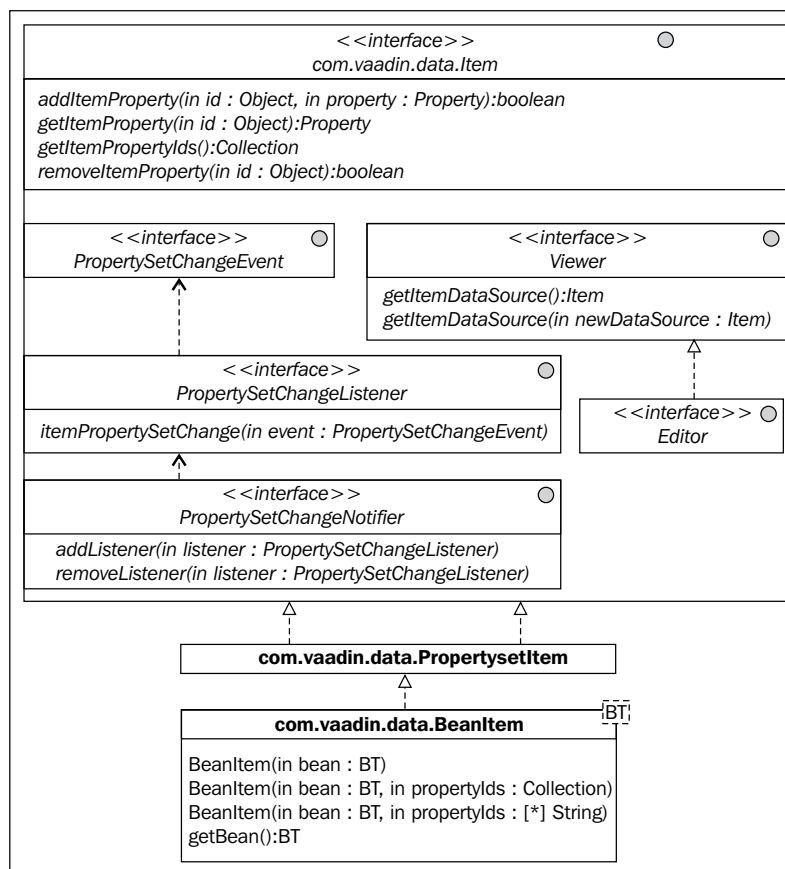 <<interface>>
com.vaadin.data.Item
addItemProperty(in id : Object, in property : Property):boolean
getItemProperty(in id : Object):Property
getItemPropertyIds():Collection
removeItemProperty(in id : Object):boolean
<<interface>>
PropertySetChangeEvent
<<interface>>
Viewer
getItemDataSource():Item
getItemDataSource(in newDataSource : Item)
<<interface>>
PropertySetChangeListener
itemPropertySetChange(in event : PropertySetChangeEvent)
<<interface>>
Editor
<<interface>>
PropertySetChangeNotifier
addListener(in listener : PropertySetChangeListener)
removeListener(in listener : PropertySetChangeListener)
com.vaadin.data.PropertysetItem
BT
com.vaadin.data.BeanItem
BeanItem(in bean : BT)
BeanItem(in bean : BT, in propertyIds : Collection)
BeanItem(in bean : BT, in propertyIds : [*] String)
getBean():BT